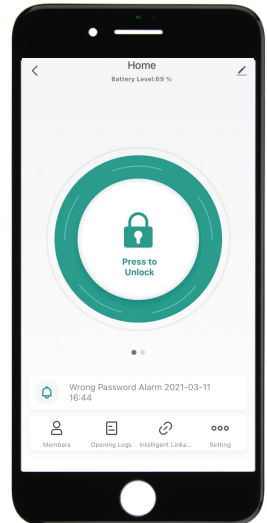 Home
Battery Level:69 %
Press to
Unlock
Wrong Password Alarm 2021-03-11
16:44
Members
Opening Logs
Intelligent Linka...
Setting